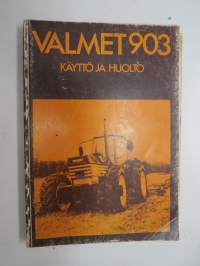 VALMET 903
KÄYTTÖ JA HUOLTO